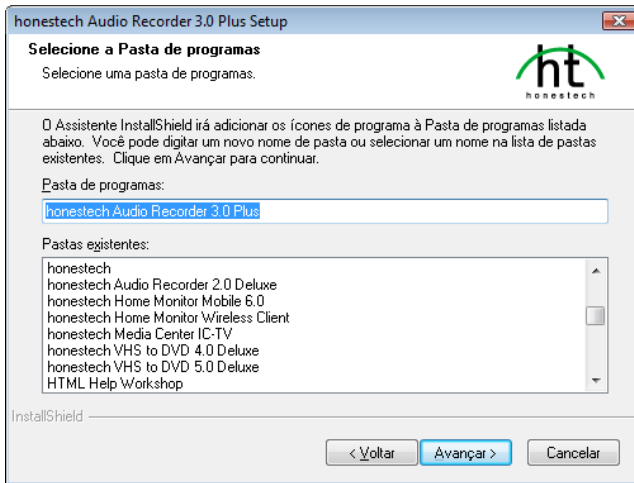 honestech Audio Recorder 3.0 Plus Setup
Selecione a Pasta de programas
Selecione uma pasta de programas.
ht
honestech
O Assistente InstallShield irá adicionar os ícones de programa à Pasta de programas listada
abaixo. Você pode digitar um novo nome de pasta ou selecionar um nome na lista de pastas
existentes. Clique em Avançar para continuar.
Pasta de programas:
honestech Audio Recorder 3.0 Plus
Pastas existentes:
honestech
honestech Audio Recorder 2.0 Deluxe
honestech Home Monitor Mobile 6.0
honestech Home Monitor Wireless Client
honestech Media Center IC-TV
honestech VHS to DVD 4.0 Deluxe
honestech VHS to DVD 5.0 Deluxe
HTML Help Workshop
InstallShield
< Voltar
Avançar >
Cancelar